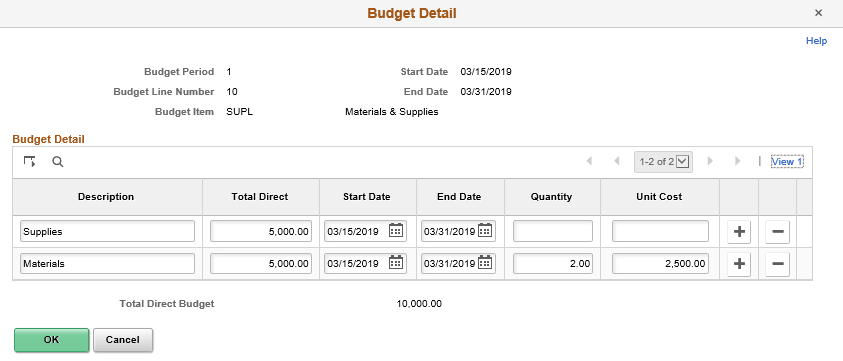 Budget Detail
×
Help
Budget Period 1 Start Date 03/15/2019
Budget Line Number 10 End Date 03/31/2019
Budget Item SUPL Materials & Supplies
Budget Detail
1-2 of 2 | View 1
Description Total Direct Start Date End Date Quantity Unit Cost
Supplies 5,000.00 03/15/2019 03/31/2019 + −
Materials 5,000.00 03/15/2019 03/31/2019 2.00 2,500.00 + −
Total Direct Budget 10,000.00
OK Cancel